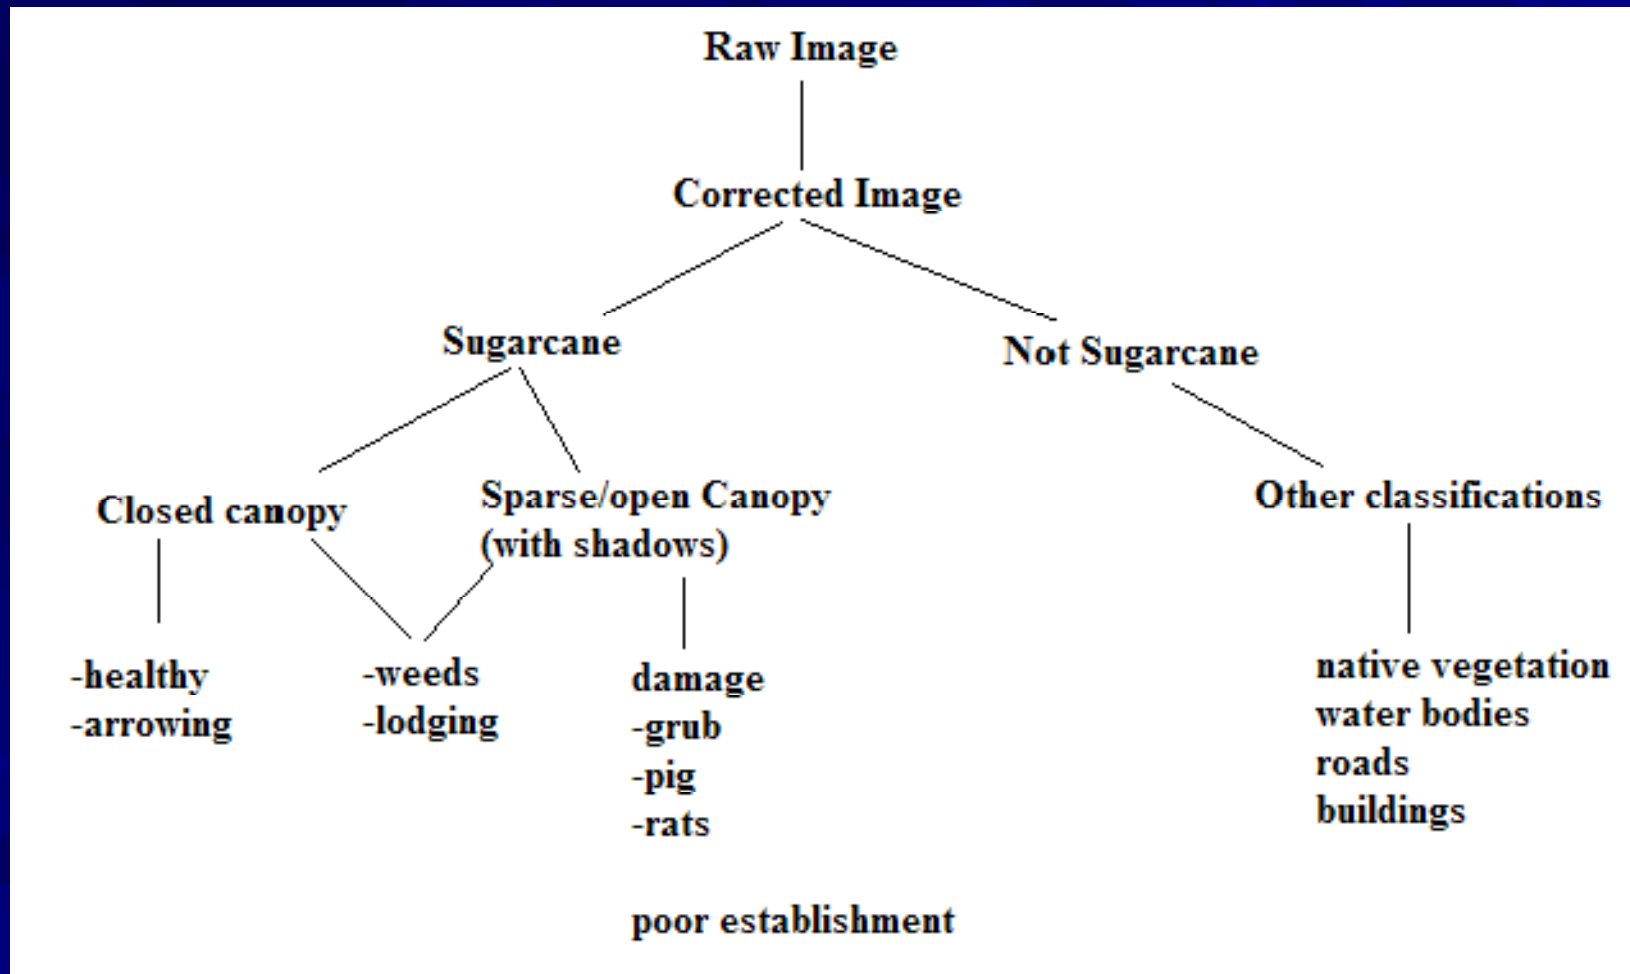 Raw Image
Corrected Image
Sugarcane
Not Sugarcane
Closed canopy
Sparse/open Canopy
(with shadows)
Other classifications
-healthy
-arrowing
-weeds
-lodging
damage
-grub
-pig
-rats
poor establishment
native vegetation
water bodies
roads
buildings